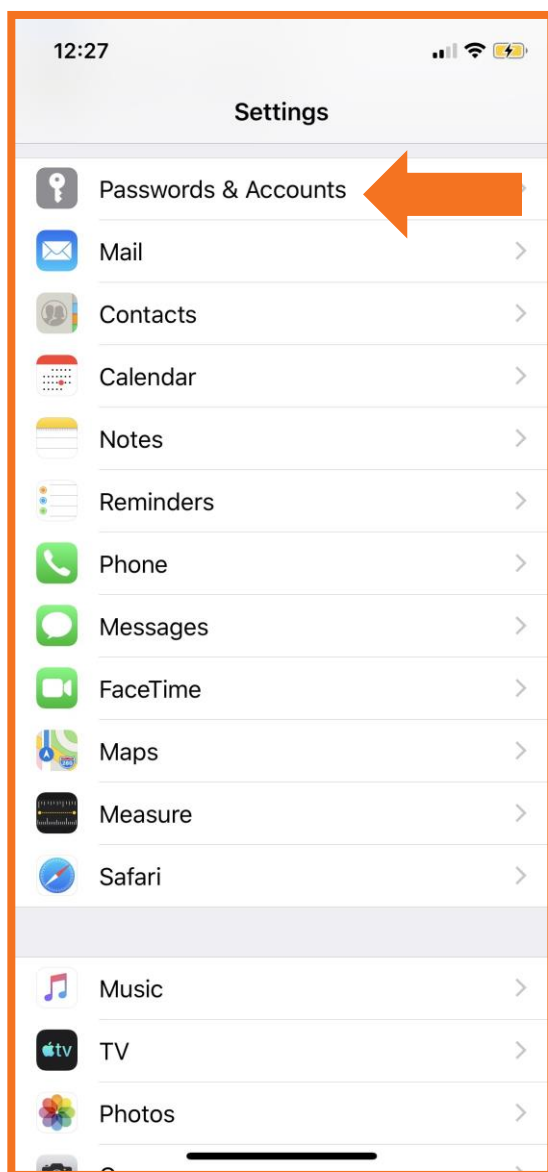 12:27
Settings
Passwords & Accounts
Mail
Contacts
Calendar
Notes
Reminders
Phone
Messages
FaceTime
Maps
Measure
Safari
Music
tv
TV
Photos